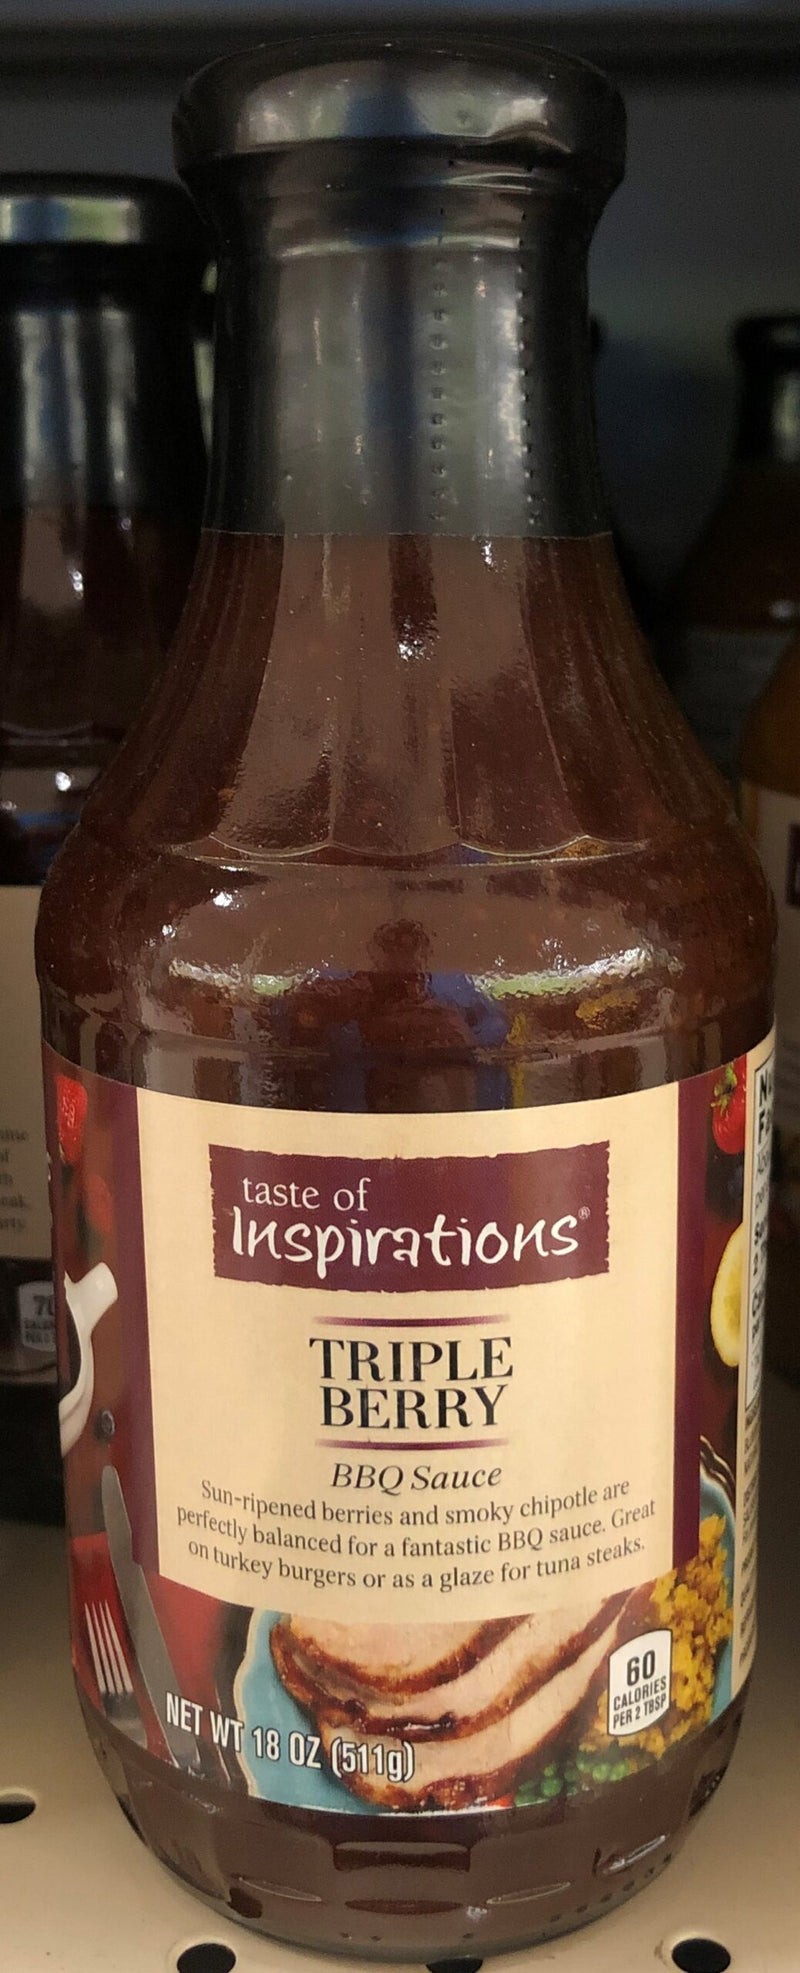 taste of
Inspirations®
TRIPLE
BERRY
BBQ Sauce
Sun-ripened berries and smoky chipotle are
perfectly balanced for a fantastic BBQ sauce. Great
on turkey burgers or as a glaze for tuna steaks.
60
CALORIES
PER 2 TBSP
NET WT 18 OZ (511g)